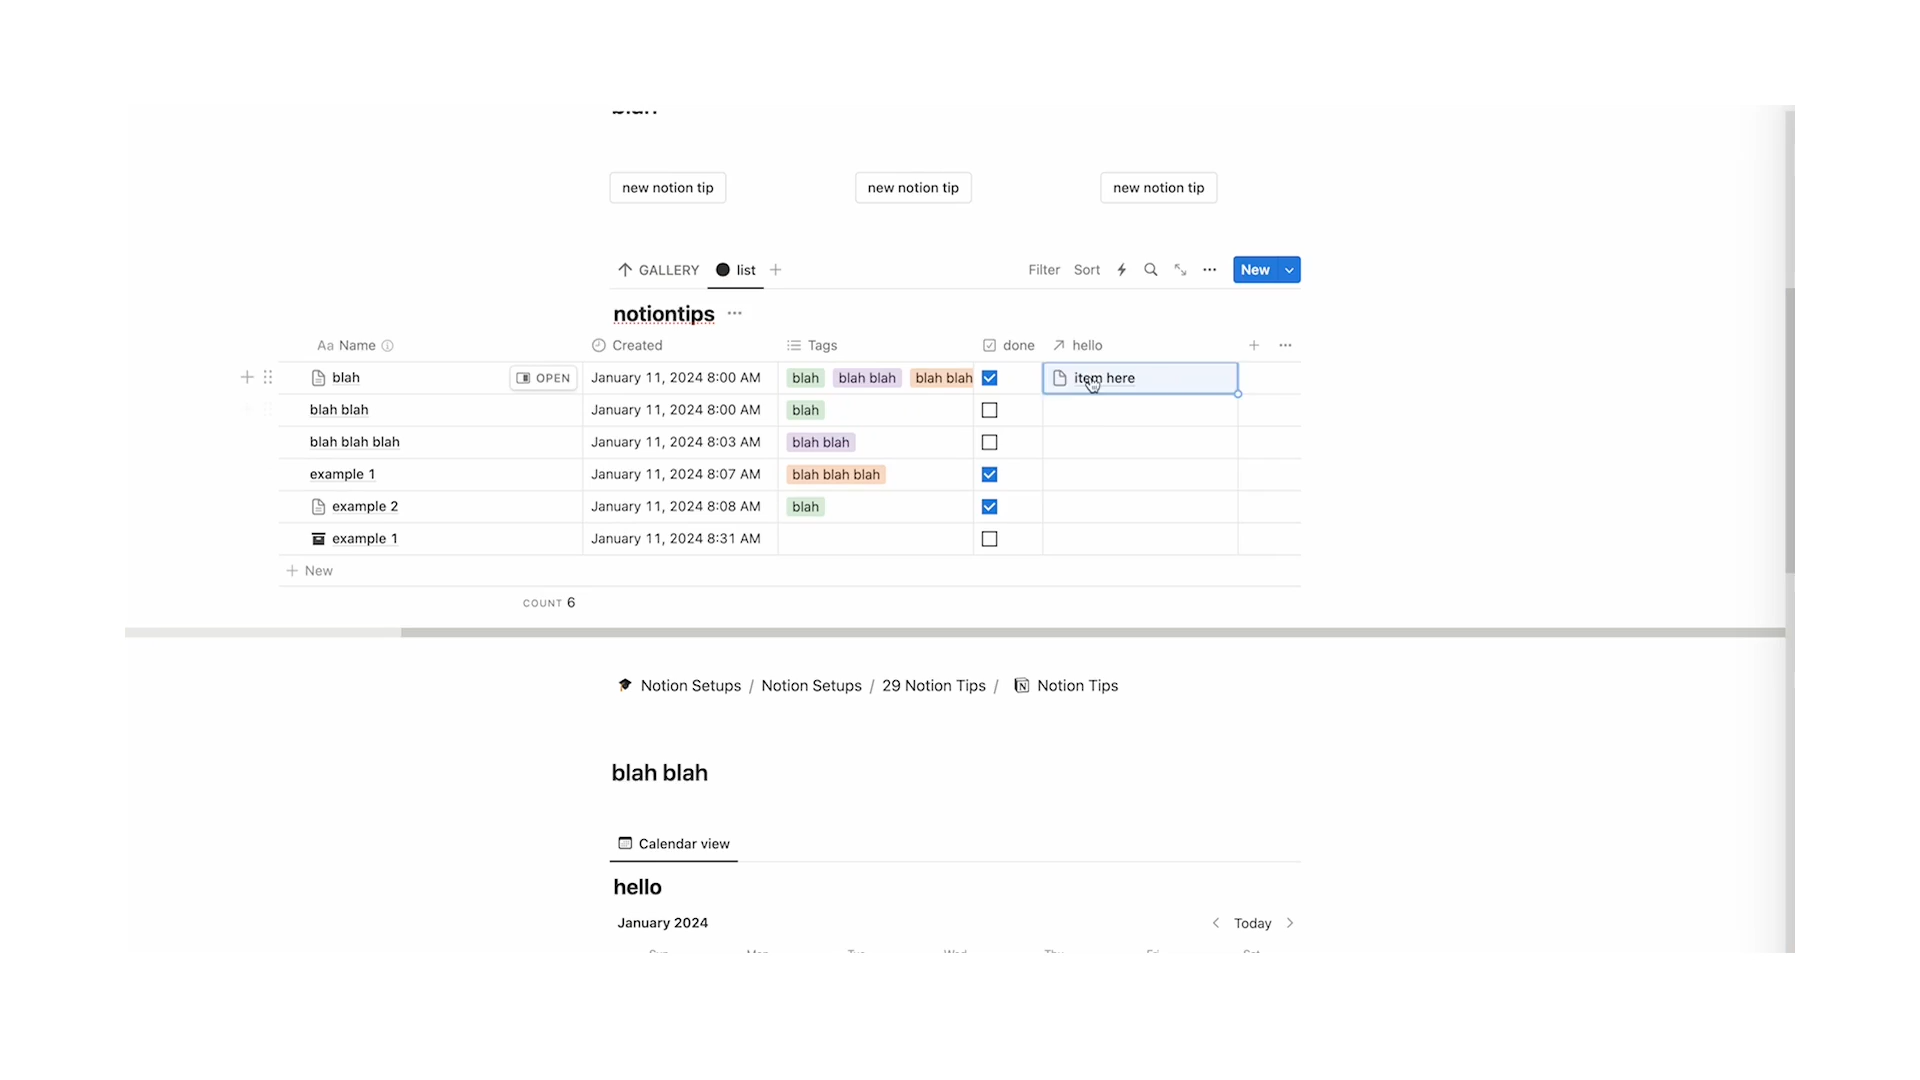 new notion tip new notion tip new notion tip
GALLERY list Filter Sort New
notiontips
Aa Name Created Tags done hello
blah OPEN January 11, 2024 8:00 AM blah blah blah blah blah item here
blah blah January 11, 2024 8:00 AM blah
blah blah blah January 11, 2024 8:03 AM blah blah
example 1 January 11, 2024 8:07 AM blah blah blah
example 2 January 11, 2024 8:08 AM blah
example 1 January 11, 2024 8:31 AM
New
COUNT 6
Notion Setups / Notion Setups / 29 Notion Tips / Notion Tips
blah blah
Calendar view
hello
January 2024 Today